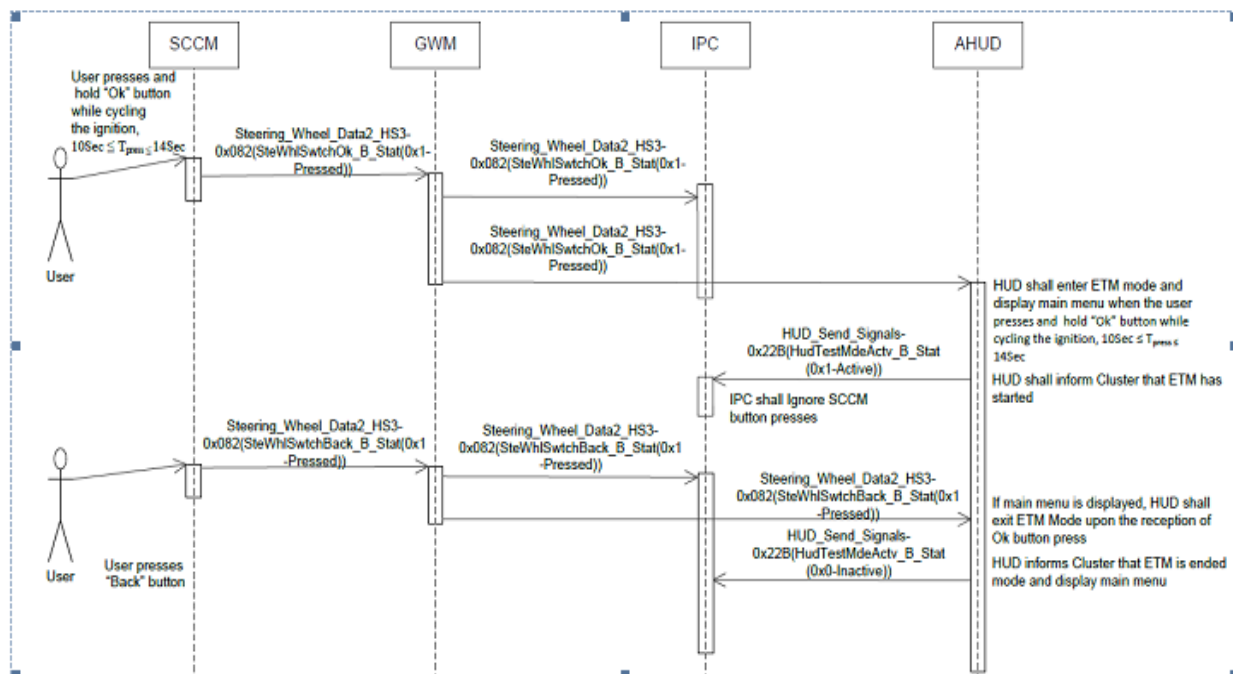 SCCM
GWM
IPC
AHUD
User presses and
hold "Ok" button
while cycling
the ignition,
10Sec ≤ Tpress ≤ 14Sec
Steering_Wheel_Data2_HS3-
0x082(SteWhlSwtchOk_B_Stat(0x1-
Pressed))
Steering_Wheel_Data2_HS3-
0x082(SteWhlSwtchOk_B_Stat(0x1-
Pressed))
Steering_Wheel_Data2_HS3-
0x082(SteWhlSwtchOk_B_Stat(0x1-
Pressed))
User
HUD shall enter ETM mode and
display main menu when the user
presses and hold "Ok" button while
cycling the ignition, 10Sec ≤ Tpress ≤
14Sec
HUD_Send_Signals-
0x22B(HudTestMdeActv_B_Stat
(0x1-Active))
HUD shall inform Cluster that ETM has
started
IPC shall Ignore SCCM
button presses
Steering_Wheel_Data2_HS3-
0x082(SteWhlSwtchBack_B_Stat(0x1
-Pressed))
Steering_Wheel_Data2_HS3-
0x082(SteWhlSwtchBack_B_Stat(0x1
-Pressed))
Steering_Wheel_Data2_HS3-
0x082(SteWhlSwtchBack_B_Stat(0x1
-Pressed))
If main menu is displayed, HUD shall
exit ETM Mode upon the reception of
Ok button press
User
User presses
"Back" button
HUD_Send_Signals-
0x22B(HudTestMdeActv_B_Stat
(0x0-Inactive))
HUD informs Cluster that ETM is ended
mode and display main menu